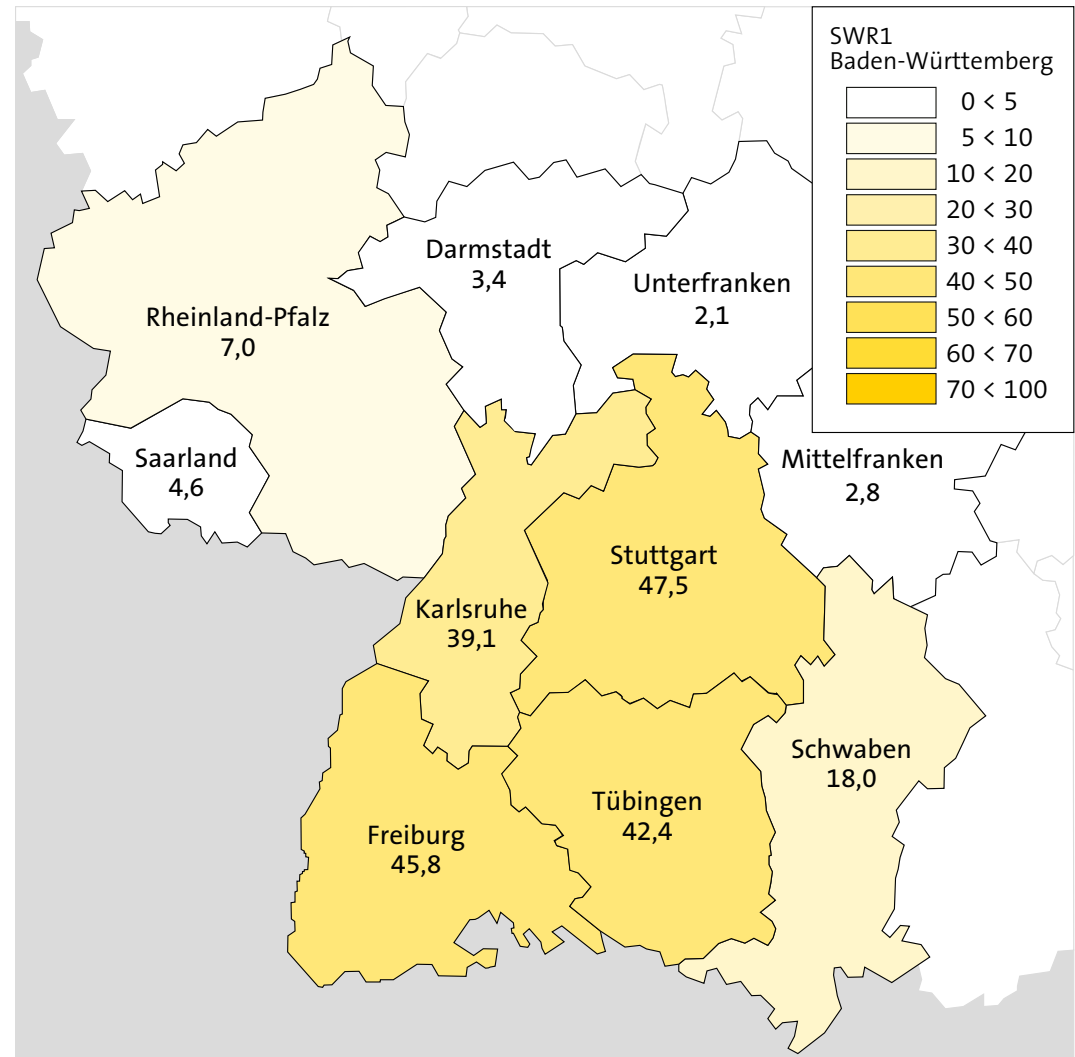 SWR1
Baden-Württemberg
0 < 5
5 < 10
10 < 20
20 < 30
30 < 40
40 < 50
50 < 60
60 < 70
70 < 100
Darmstadt
3,4
Unterfranken
2,1
Rheinland-Pfalz
7,0
Saarland
4,6
Mittelfranken
2,8
Stuttgart
47,5
Karlsruhe
39,1
Schwaben
18,0
Tübingen
42,4
Freiburg
45,8